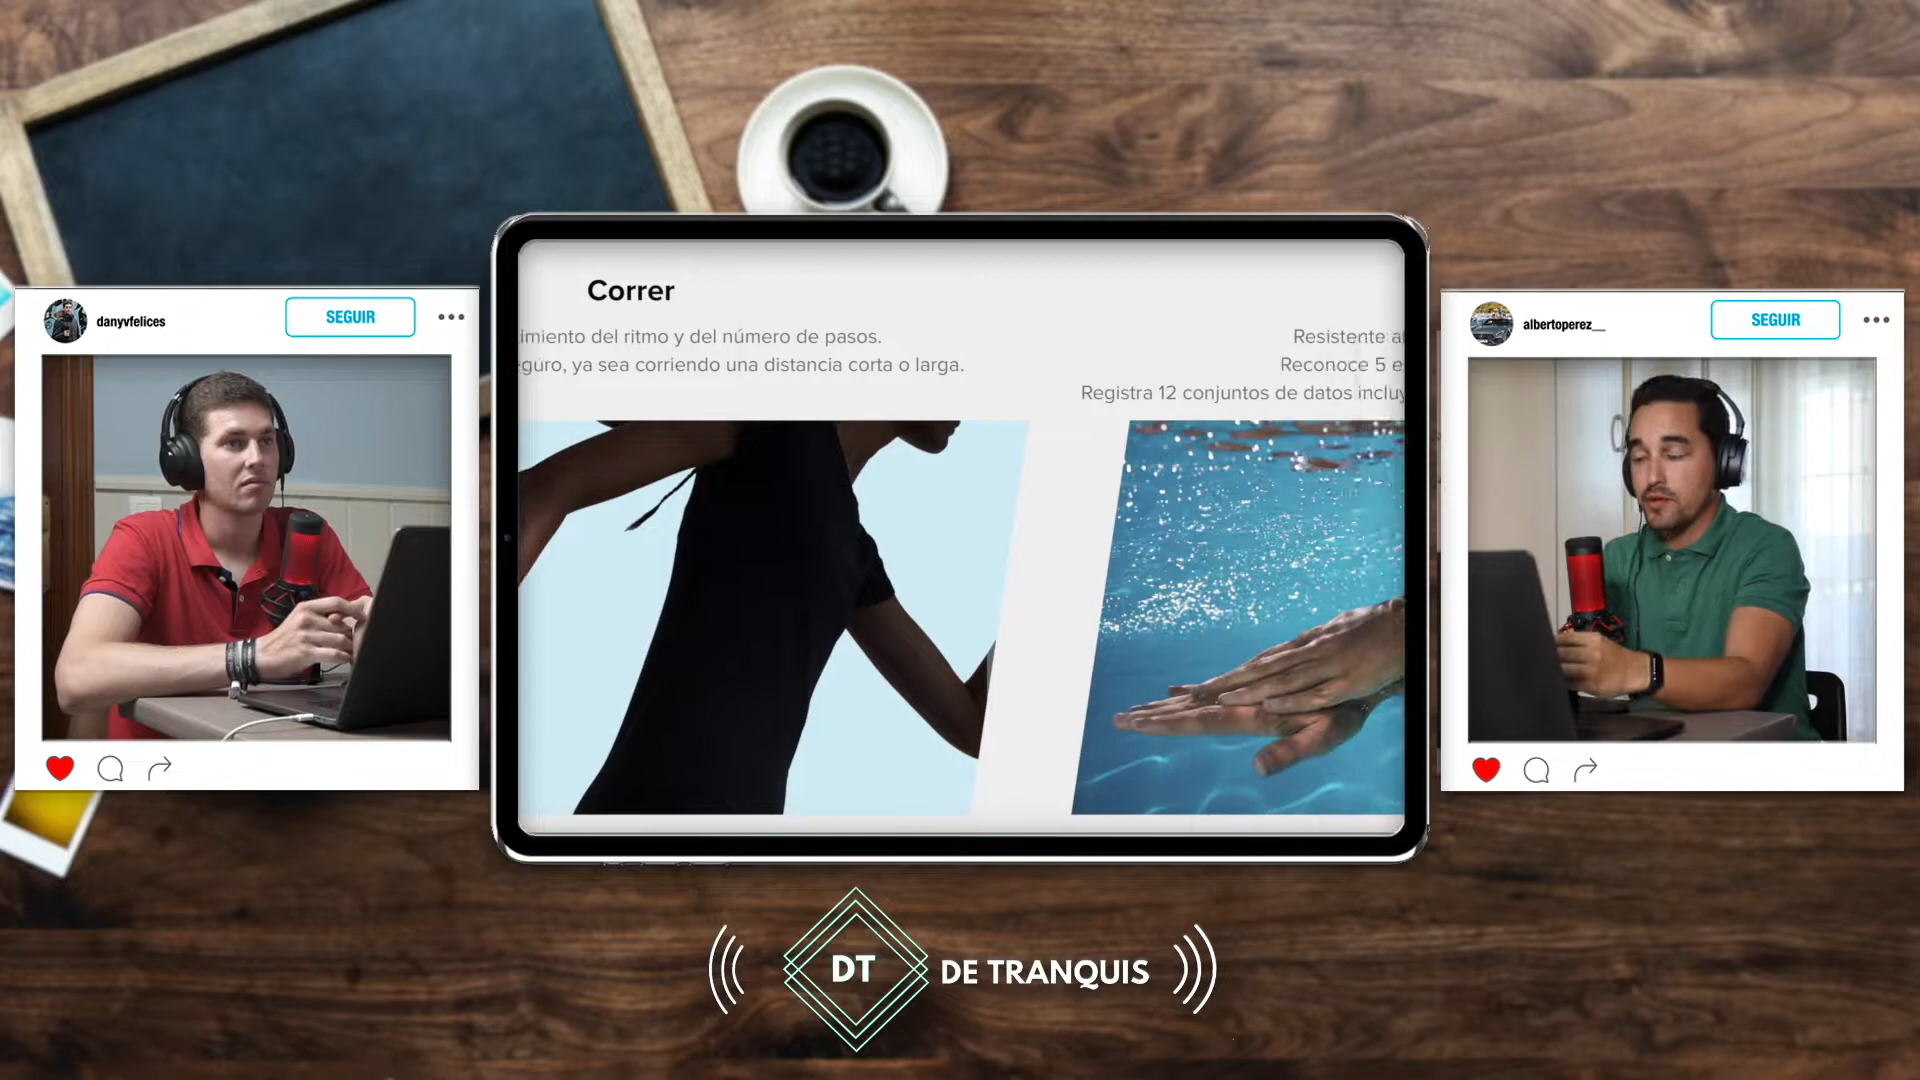 Correr
imiento del ritmo y del número de pasos.
guro, ya sea corriendo una distancia corta o larga.
Resistente a
Reconoce 5 e
Registra 12 conjuntos de datos incluy
danyvfelices
SEGUIR
albertoperez__
SEGUIR
DT
DE TRANQUIS